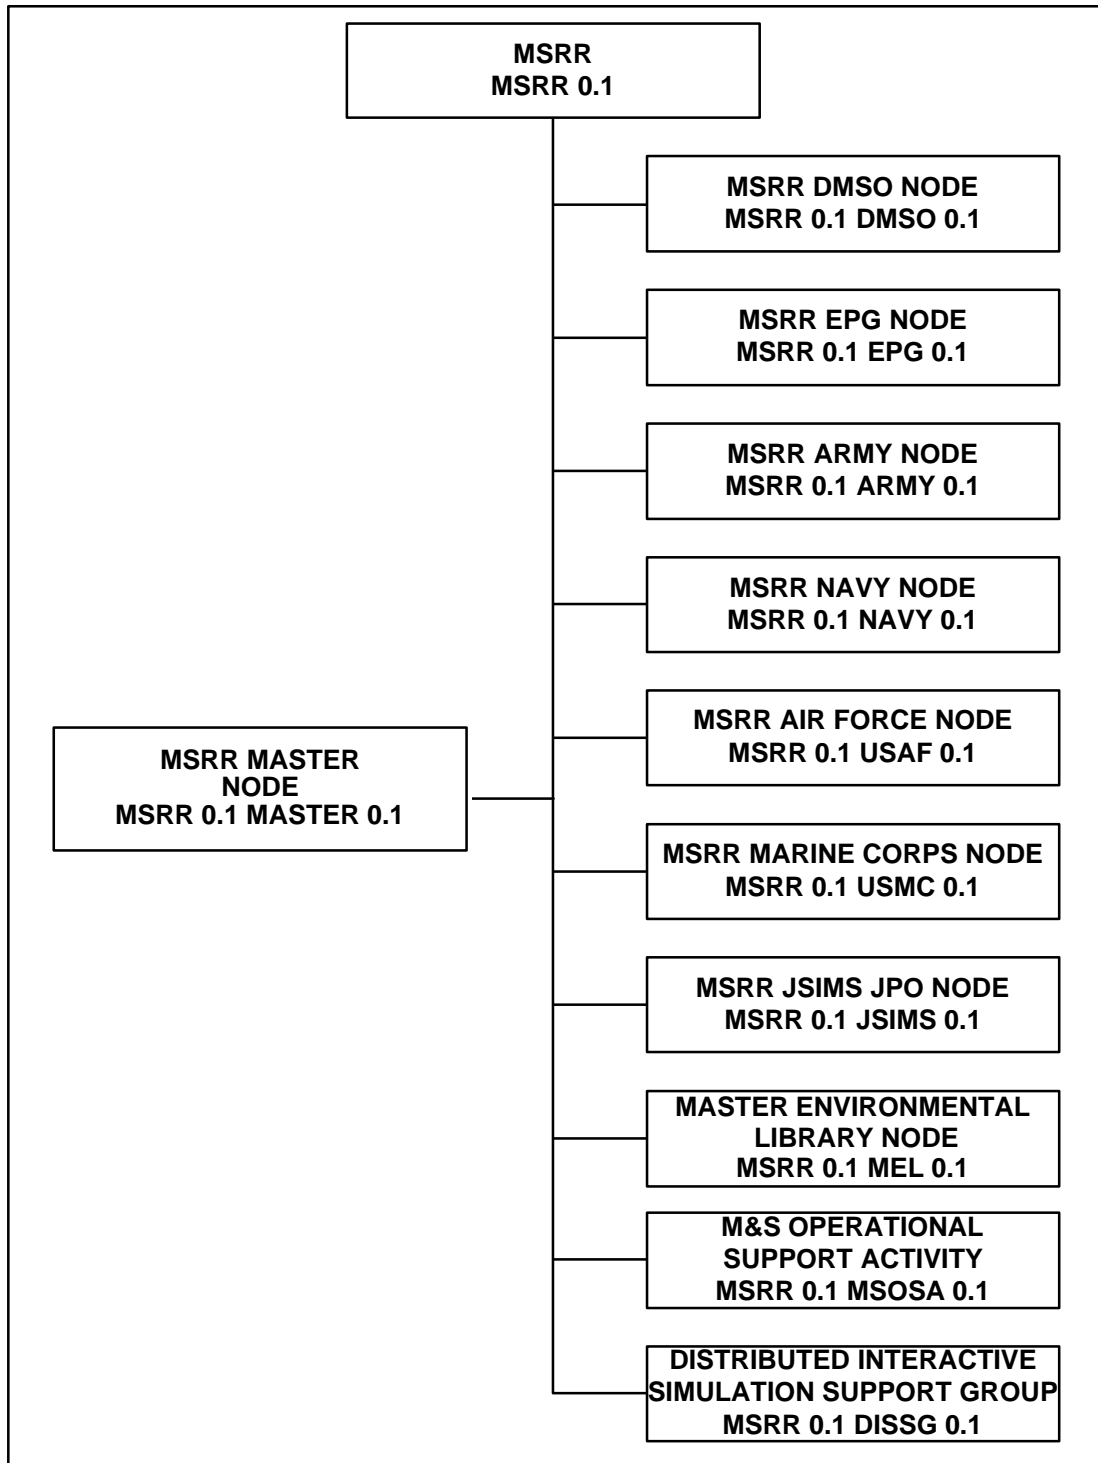 MSRR
MSRR 0.1
MSRR DMSO NODE
MSRR 0.1 DMSO 0.1
MSRR EPG NODE
MSRR 0.1 EPG 0.1
MSRR ARMY NODE
MSRR 0.1 ARMY 0.1
MSRR NAVY NODE
MSRR 0.1 NAVY 0.1
MSRR AIR FORCE NODE
MSRR 0.1 USAF 0.1
MSRR MASTER
NODE
MSRR 0.1 MASTER 0.1
MSRR MARINE CORPS NODE
MSRR 0.1 USMC 0.1
MSRR JSIMS JPO NODE
MSRR 0.1 JSIMS 0.1
MASTER ENVIRONMENTAL
LIBRARY NODE
MSRR 0.1 MEL 0.1
M&S OPERATIONAL
SUPPORT ACTIVITY
MSRR 0.1 MSOSA 0.1
DISTRIBUTED INTERACTIVE
SIMULATION SUPPORT GROUP
MSRR 0.1 DISSG 0.1